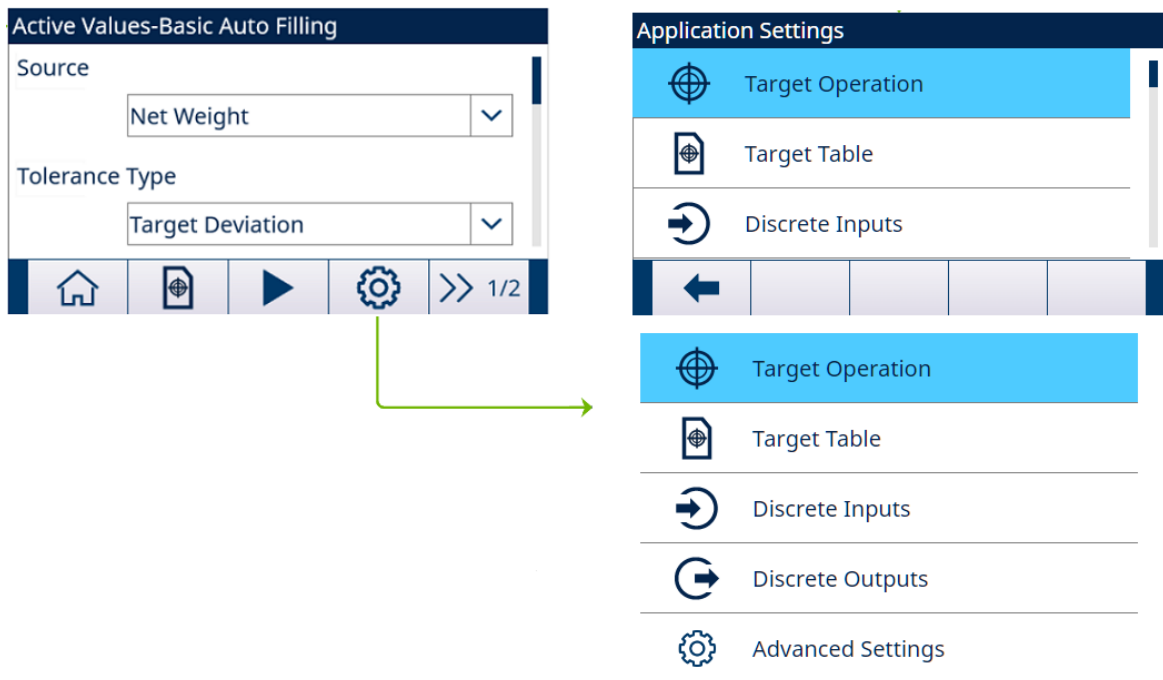 Active Values-Basic Auto Filling
Source
Net Weight
Tolerance Type
Target Deviation
1/2
Application Settings
Target Operation
Target Table
Discrete Inputs
Target Operation
Target Table
Discrete Inputs
Discrete Outputs
Advanced Settings